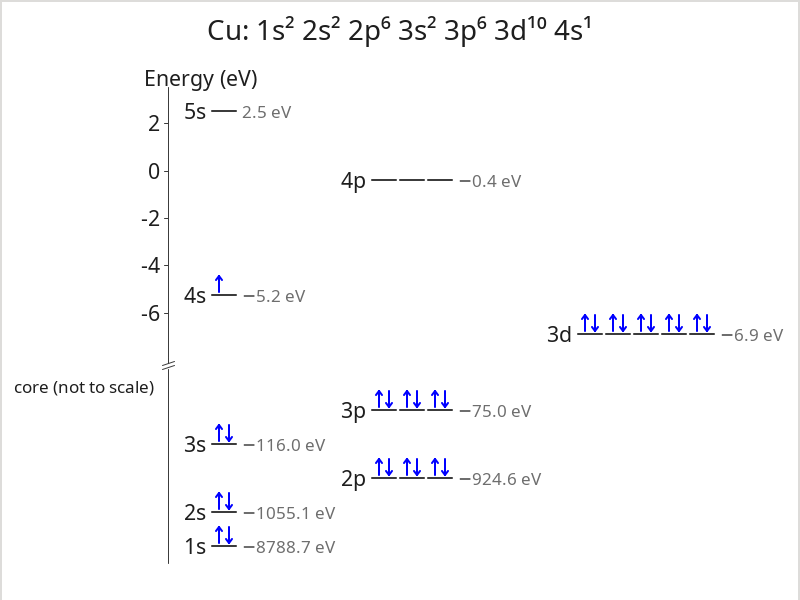 Cu: 1s² 2s² 2p⁶ 3s² 3p⁶ 3d¹⁰ 4s¹
Energy (eV)
5s 2.5 eV
2
0
4p −0.4 eV
-2
-4
4s −5.2 eV
-6
3d −6.9 eV
core (not to scale)
3p −75.0 eV
3s −116.0 eV
2p −924.6 eV
2s −1055.1 eV
1s −8788.7 eV